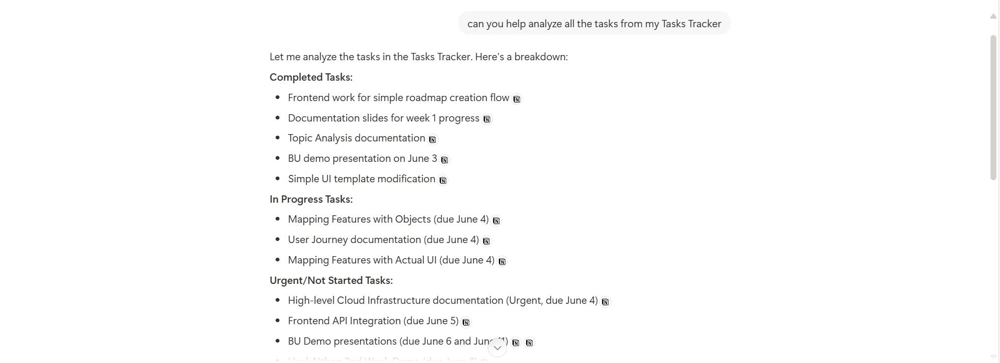 can you help analyze all the tasks from my Tasks Tracker
Let me analyze the tasks in the Tasks Tracker. Here's a breakdown:
Completed Tasks:
Frontend work for simple roadmap creation flow
Documentation slides for week 1 progress
Topic Analysis documentation
BU demo presentation on June 3
Simple UI template modification
In Progress Tasks:
Mapping Features with Objects (due June 4)
User Journey documentation (due June 4)
Mapping Features with Actual UI (due June 4)
Urgent/Not Started Tasks:
High-level Cloud Infrastructure documentation (Urgent, due June 4)
Frontend API Integration (due June 5)
BU Demo presentations (due June 6 and June 11)